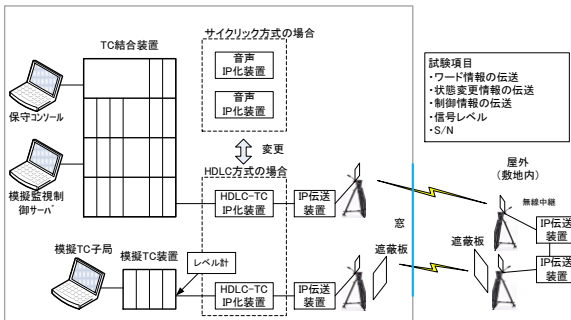 TC結合装置
サイクリック方式の場合
音声
IP化装置
音声
IP化装置
保守コンソール
変更
HDLC方式の場合
模擬監視制
御サーバ
HDLC-TC
IP化装置
IP伝送
装置
模擬TC子局
模擬TC装置
レベル計
HDLC-TC
IP化装置
IP伝送
装置
窓
遮蔽板
試験項目
・ワード情報の伝送
・状態変更情報の伝送
・制御情報の伝送
・信号レベル
・S/N
屋外
(敷地内)
無線中継
IP伝送
装置
遮蔽板
IP伝送
装置